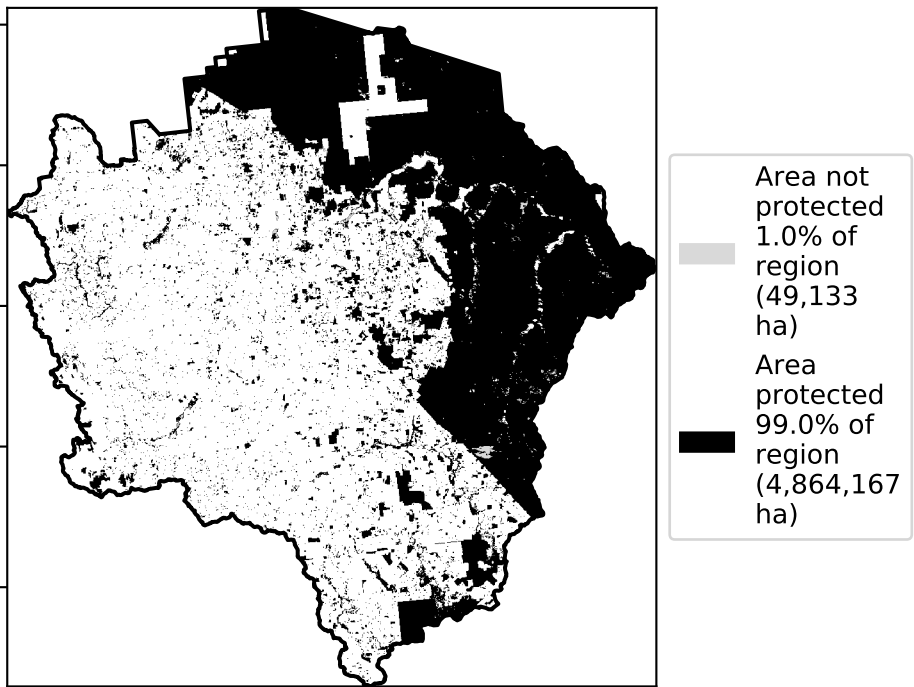 Area not
protected
1.0% of
region
(49,133
ha)
Area
protected
99.0% of
region
(4,864,167
ha)